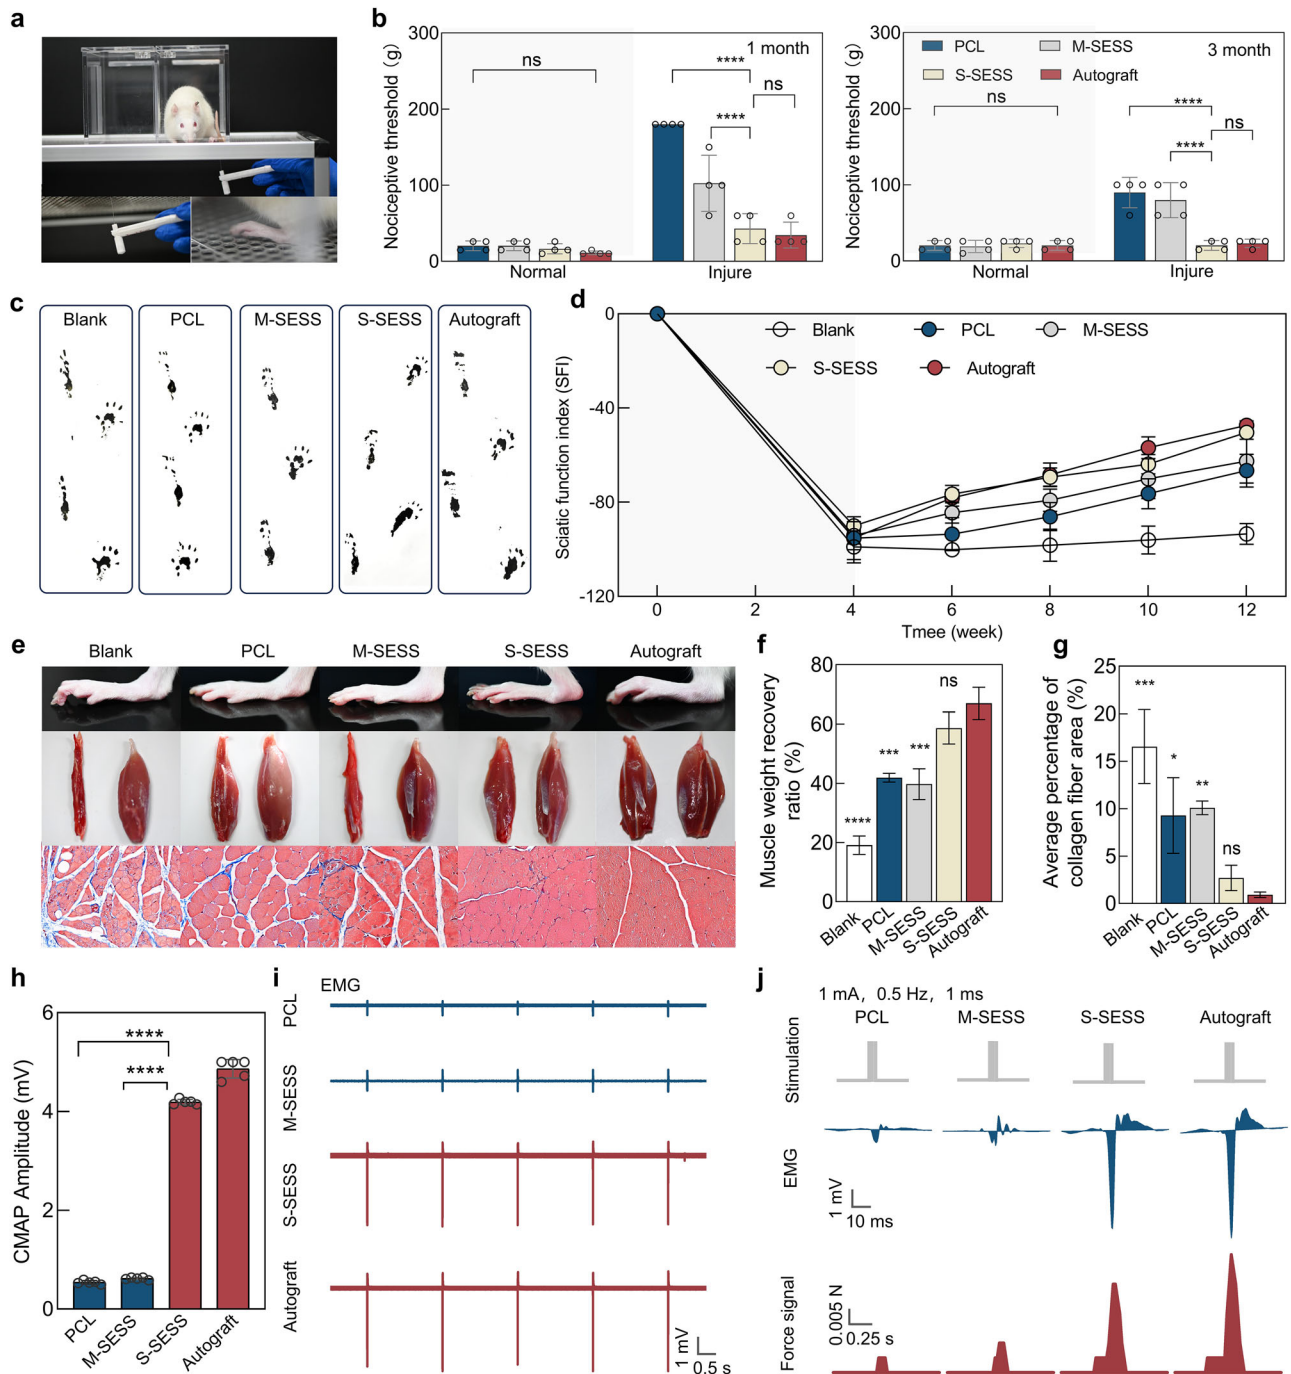 a
b
Nociceptive threshold (g)
300
200
100
0
1 month
ns
****
****
ns
Normal
Injure
Nociceptive threshold (g)
300
200
100
0
PCL
M-SESS
S-SESS
Autograft
3 month
ns
****
****
ns
Normal
Injure
c
Blank
PCL
M-SESS
S-SESS
Autograft
d
Sciatic function index (SFI)
0
-40
-80
-120
Blank
PCL
M-SESS
S-SESS
Autograft
0
2
4
6
8
10
12
Tmee (week)
e
Blank
PCL
M-SESS
S-SESS
Autograft
f
Muscle weight recovery
ratio (%)
80
60
40
20
0
****
***
***
ns
Blank
PCL
M-SESS
S-SESS
Autograft
g
Average percentage of
collagen fiber area (%)
25
20
15
10
5
0
***
*
**
ns
Blank
PCL
M-SESS
S-SESS
Autograft
h
CMAP Amplitude (mV)
6
4
2
0
****
****
PCL
M-SESS
S-SESS
Autograft
i
EMG
PCL
M-SESS
S-SESS
Autograft
1 mV
0.5 s
j
1 mA, 0.5 Hz, 1 ms
PCL
M-SESS
S-SESS
Autograft
Stimulation
EMG
1 mV
10 ms
Force signal
0.005 N
0.25 s